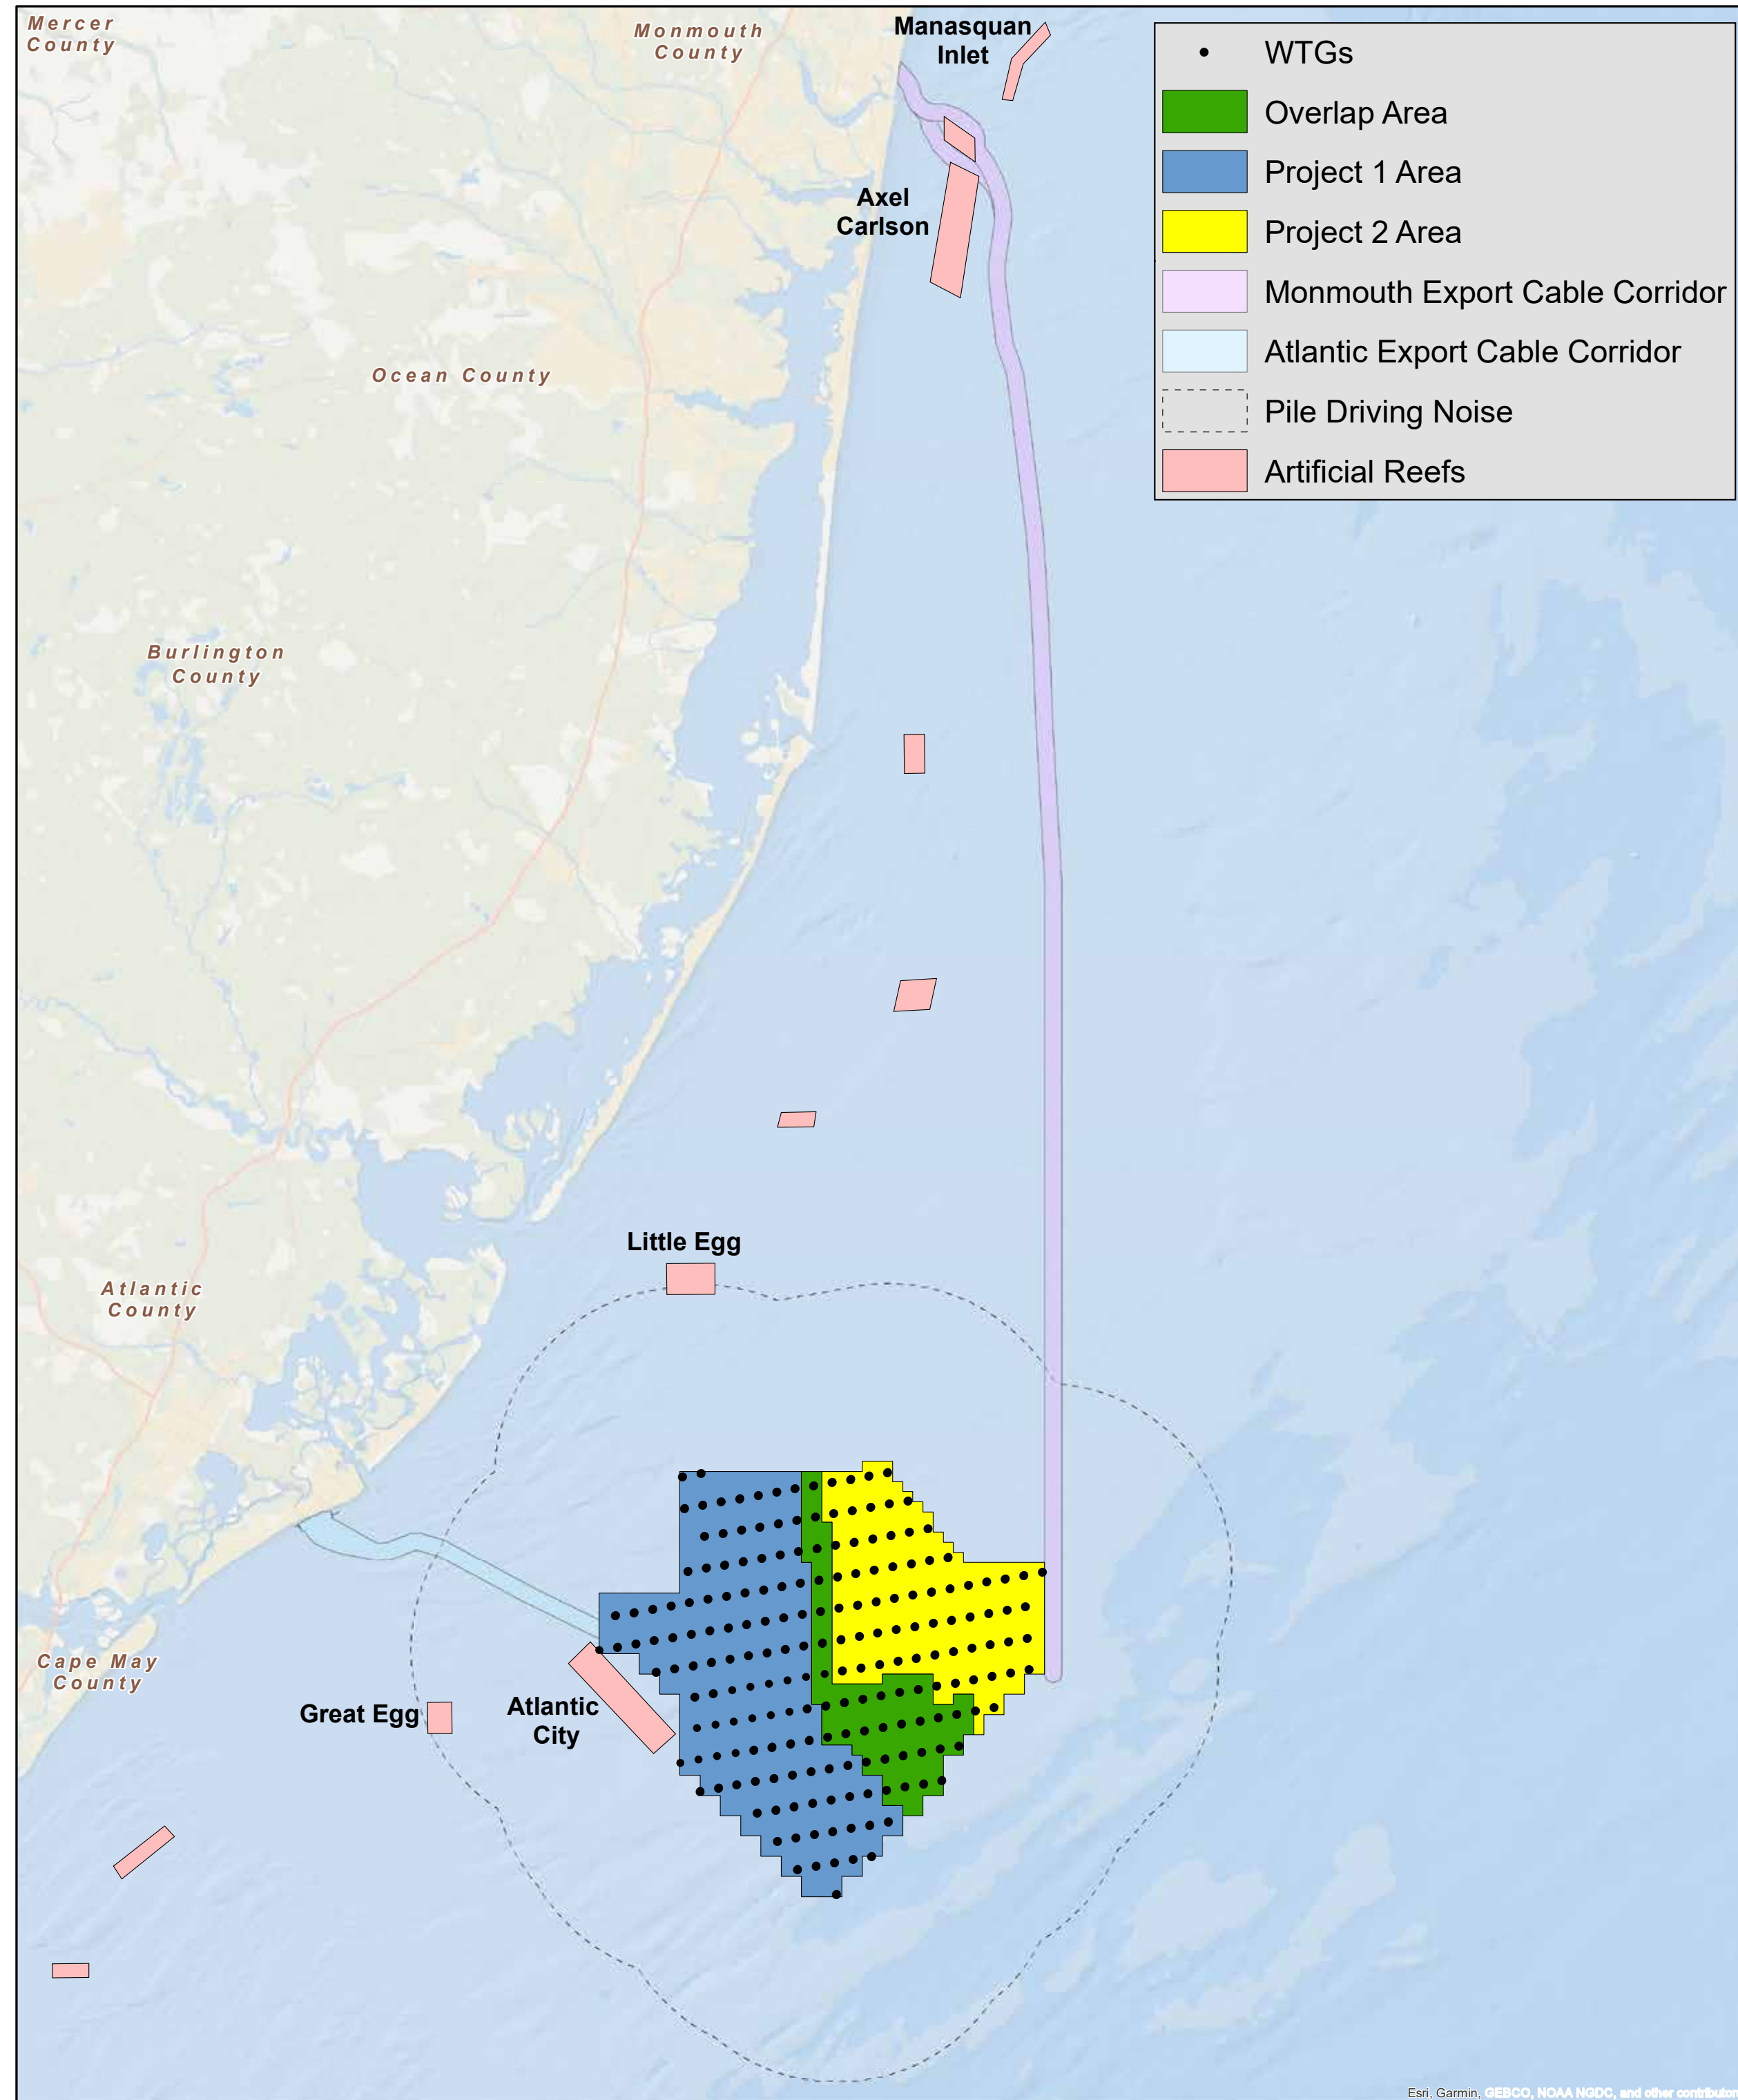 Mercer
County
Monmouth
County
Manasquan
Inlet
WTGs
Overlap Area
Project 1 Area
Project 2 Area
Monmouth Export Cable Corridor
Atlantic Export Cable Corridor
Pile Driving Noise
Artificial Reefs
Axel
Carlson
Ocean County
Burlington
County
Little Egg
Atlantic
County
Cape May
County
Great Egg
Atlantic
City
Esri, Garmin, GEBCO, NOAA NGDC, and other contributors